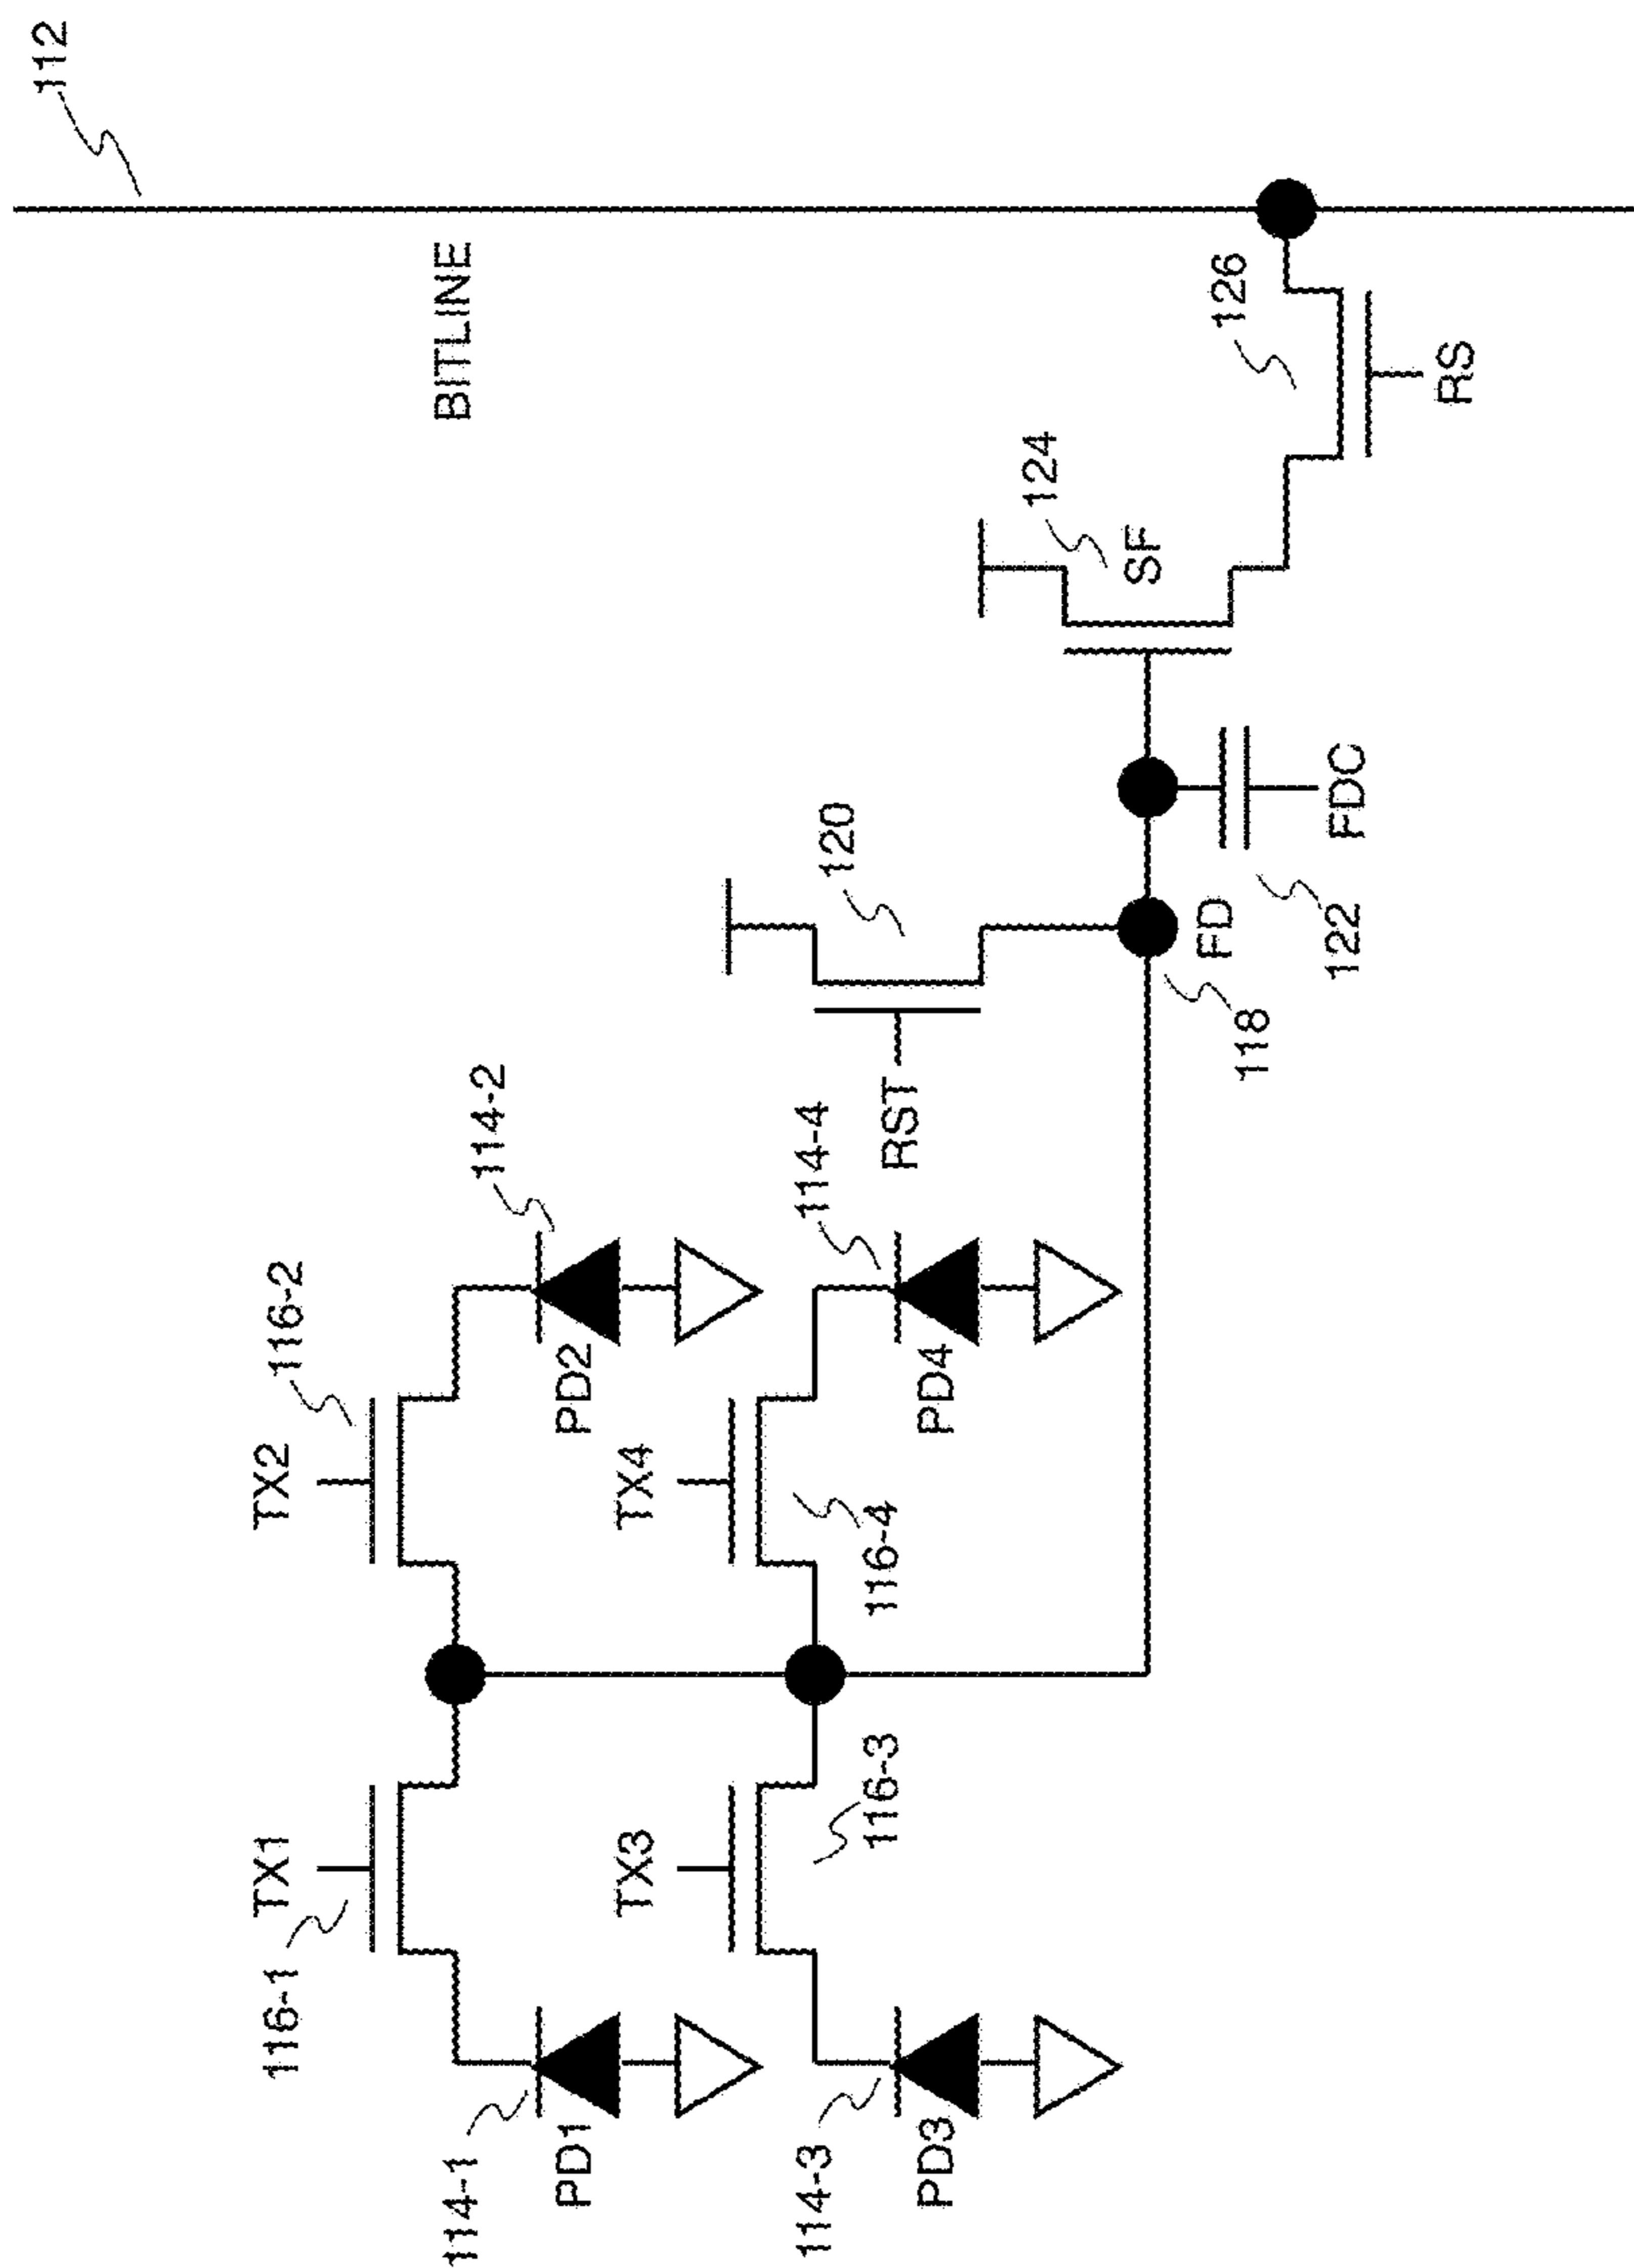 112
BITLINE
TX1
116-1
TX2
116-2
114-1
PD1
114-2
PD2
TX3
116-3
TX4
116-4
114-3
PD3
114-4
PD4
RST
120
118
FD
122
FDC
124
SF
126
RS